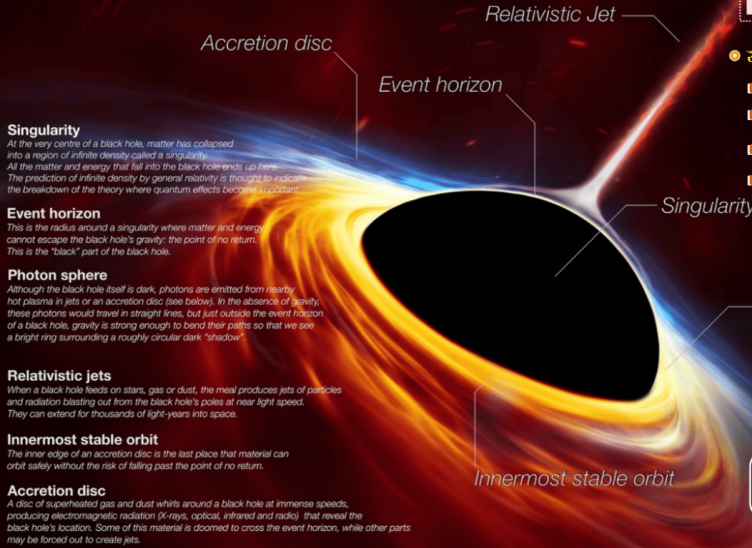 Relativistic Jet
Accretion disc
Event horizon
Singularity
At the very centre of a black hole, matter has collapsed
into a region of infinite density called a singularity.
All the matter and energy that fall into the black hole ends up here.
The prediction of infinite density by general relativity is thought to indicate
the breakdown of the theory where quantum effects become important.
Event horizon
This is the radius around a singularity where matter and energy
cannot escape the black hole's gravity: the point of no return.
This is the "black" part of the black hole.
Singularity
Photon sphere
Although the black hole itself is dark, photons are emitted from nearby
hot plasma in jets or an accretion disc (see below). In the absence of gravity,
these photons would travel in straight lines, but just outside the event horizon
of a black hole, gravity is strong enough to bend their paths so that we see
a bright ring surrounding a roughly circular dark "shadow".
Relativistic jets
When a black hole feeds on stars, gas or dust, the meal produces jets of particles
and radiation blasting out from the black hole's poles at near light speed.
They can extend for thousands of light-years into space.
Innermost stable orbit
The inner edge of an accretion disc is the last place that material can
orbit safely without the risk of falling past the point of no return.
Innermost stable orbit
Accretion disc
A disc of superheated gas and dust whirls around a black hole at immense speeds,
producing electromagnetic radiation (X-rays, optical, infrared and radio) that reveal the
black hole's location. Some of this material is doomed to cross the event horizon, while other parts
may be forced out to create jets.